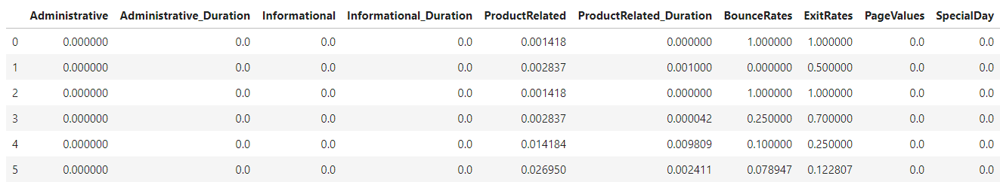 Administrative Administrative_Duration Informational Informational_Duration ProductRelated ProductRelated_Duration BounceRates ExitRates PageValues SpecialDay
0 0.000000 0.0 0.0 0.0 0.001418 0.000000 1.000000 1.000000 0.0 0.0
1 0.000000 0.0 0.0 0.0 0.002837 0.001000 0.000000 0.500000 0.0 0.0
2 0.000000 0.0 0.0 0.0 0.001418 0.000000 1.000000 1.000000 0.0 0.0
3 0.000000 0.0 0.0 0.0 0.002837 0.000042 0.250000 0.700000 0.0 0.0
4 0.000000 0.0 0.0 0.0 0.014184 0.009809 0.100000 0.250000 0.0 0.0
5 0.000000 0.0 0.0 0.0 0.026950 0.002411 0.078947 0.122807 0.0 0.0